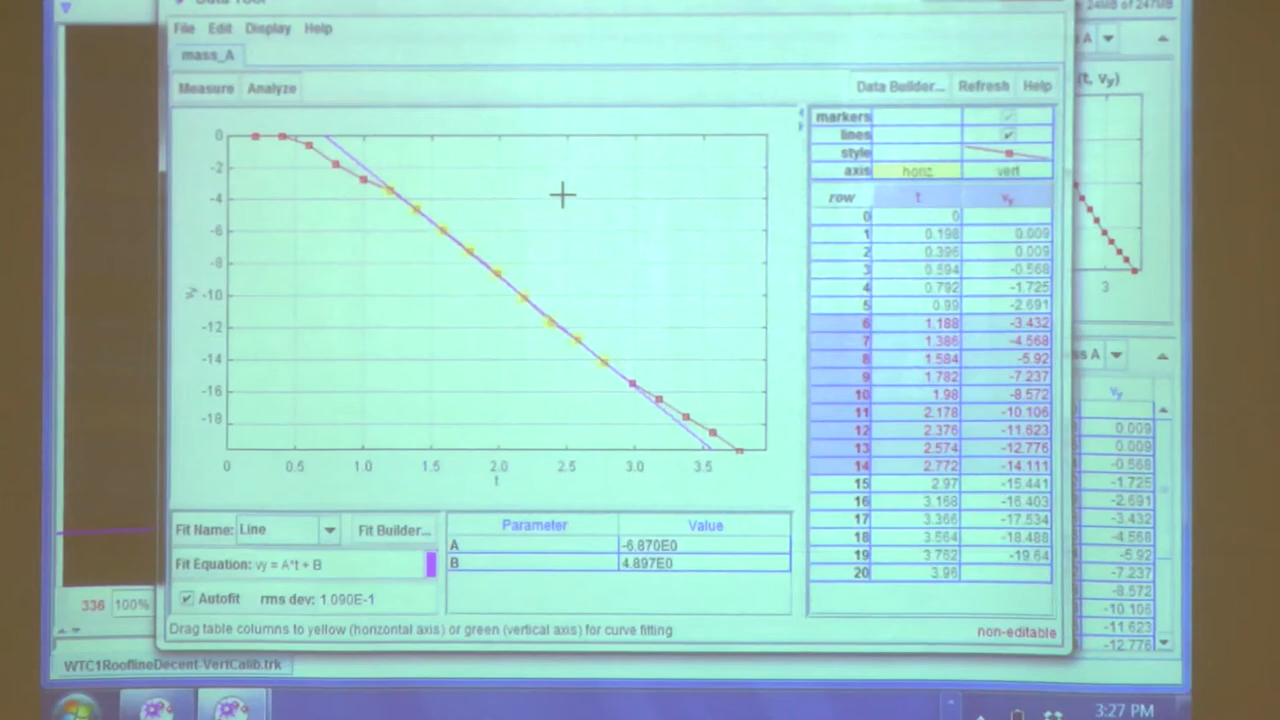 Data Tool
24MB of 247MB
File Edit Display Help
mass_A
Measure Analyze
Data Builder... Refresh Help
A
(t, vy)
markers
lines
style
axis horiz vert
row t vy
0 0
1 0.198 0.009
2 0.396 0.009
3 0.594 -0.568
4 0.792 -1.725
5 0.99 -2.691
6 1.188 -3.432
7 1.386 -4.568
8 1.584 -5.92
9 1.782 -7.237
10 1.98 -8.572
11 2.178 -10.106
12 2.376 -11.623
13 2.574 -12.776
14 2.772 -14.111
15 2.97 -15.441
16 3.168 -16.403
17 3.366 -17.534
18 3.564 -18.488
19 3.762 -19.64
20 3.96
0
-2
-4
-6
-8
-10
-12
-14
-16
-18
vy
0 0.5 1.0 1.5 2.0 2.5 3.0 3.5
t
3
ss A
vy
0.009
0.009
-0.568
-1.725
-2.691
-3.432
-4.568
-5.92
-7.237
-8.572
-10.106
-11.623
-12.776
Fit Name: Line Fit Builder...
Fit Equation: vy = A*t + B
Autofit rms dev: 1.090E-1
Parameter Value
A -6.870E0
B 4.897E0
336 100%
Drag table columns to yellow (horizontal axis) or green (vertical axis) for curve fitting
non-editable
WTC1RooflineDecent-VertCalib.trk
3:27 PM